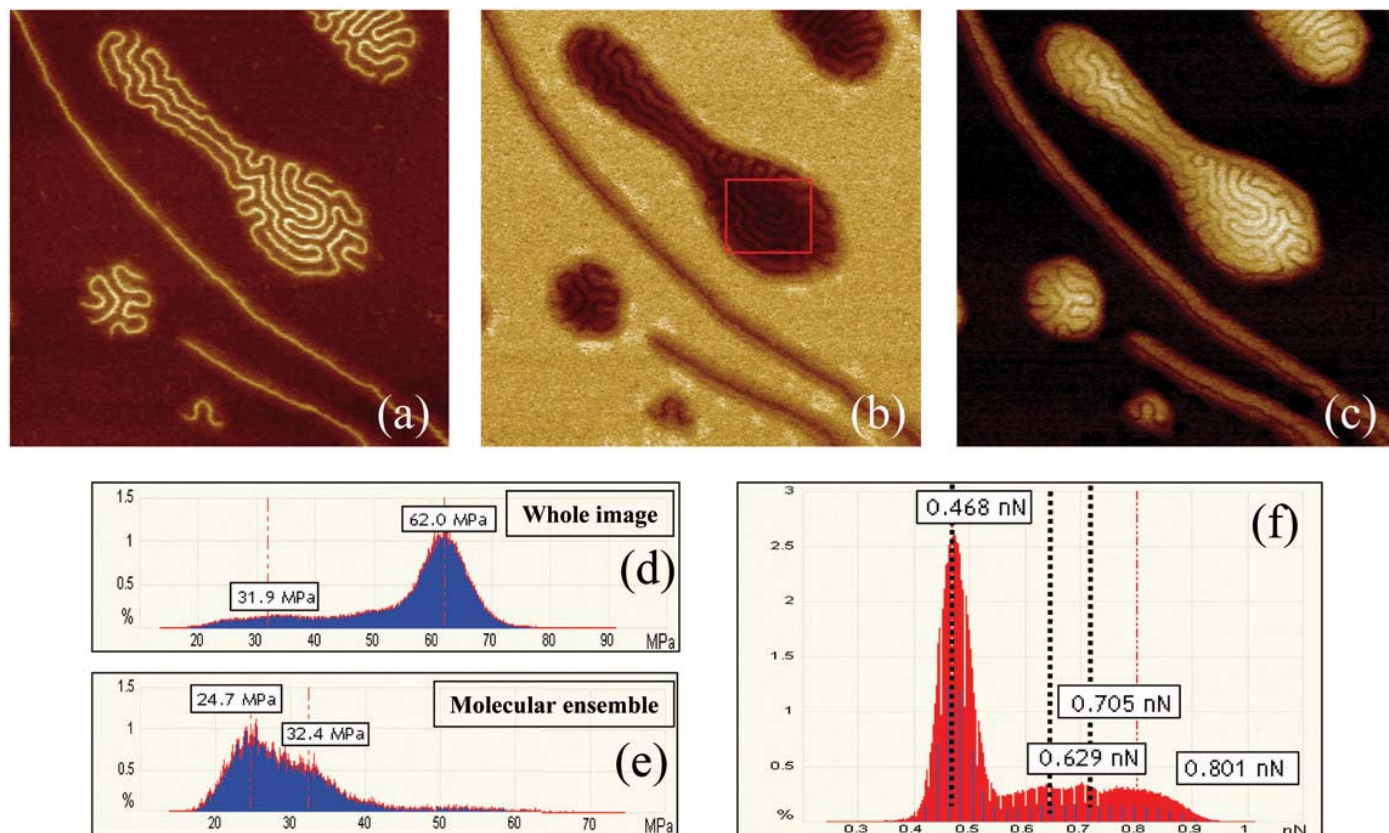 (a)
(b)
(c)
1.5
1
0.5
%
31.9 MPa
62.0 MPa
Whole image
(d)
20 30 40 50 60 70 80 90 MPa
1.5
1
0.5
%
24.7 MPa
32.4 MPa
Molecular ensemble
(e)
20 30 40 50 60 70 MPa
3
2.5
2
1.5
1
0.5
%
0.468 nN
0.629 nN
0.705 nN
0.801 nN
(f)
0.3 0.4 0.5 0.6 0.7 0.8 0.9 1 nN